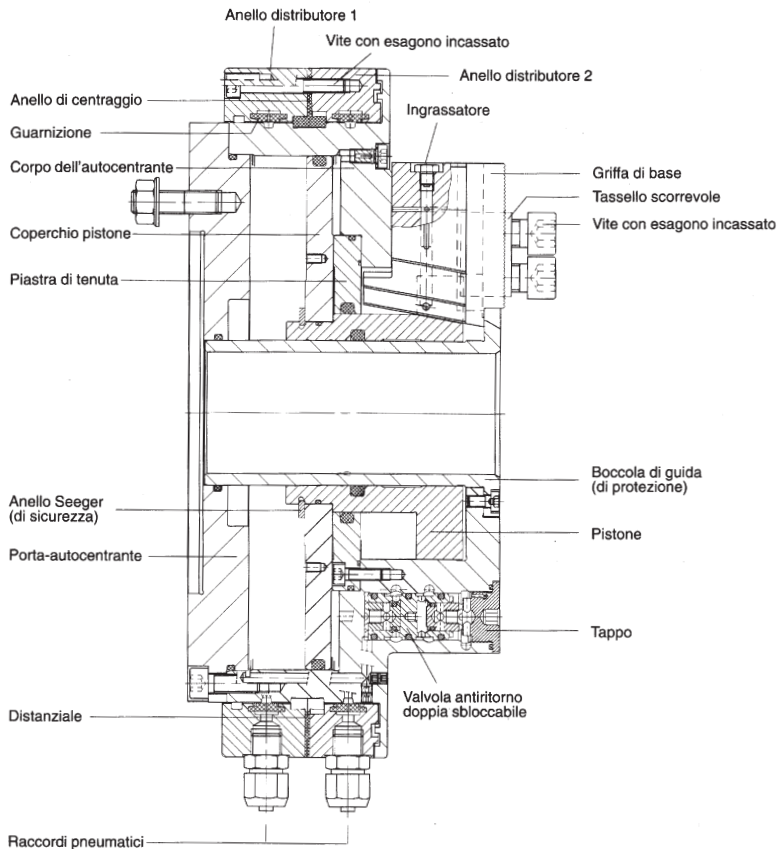 Anello distributore 1
Vite con esagono incassato
Anello distributore 2
Anello di centraggio
Ingrassatore
Guarnizione
Corpo dell'autocentrante
Griffa di base
Tassello scorrevole
Vite con esagono incassato
Coperchio pistone
Piastra di tenuta
Boccola di guida
(di protezione)
Anello Seeger
(di sicurezza)
Pistone
Porta-autocentrante
Tappo
Valvola antiritorno
doppia sbloccabile
Distanziale
Raccordi pneumatici